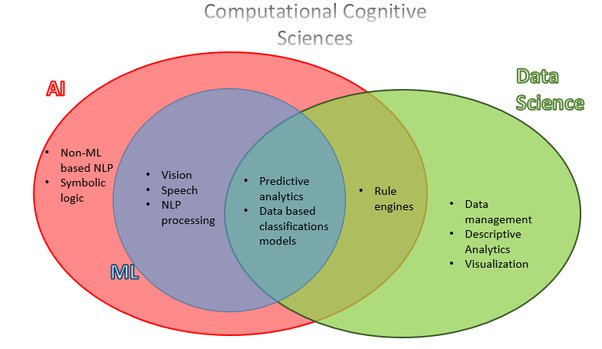 Computational Cognitive
Sciences
AI
Data
Science
• Non-ML
based NLP
• Symbolic
logic
• Vision
• Speech
• NLP
processing
• Predictive
analytics
• Data based
classifications
models
• Rule
engines
• Data
management
• Descriptive
Analytics
• Visualization
ML